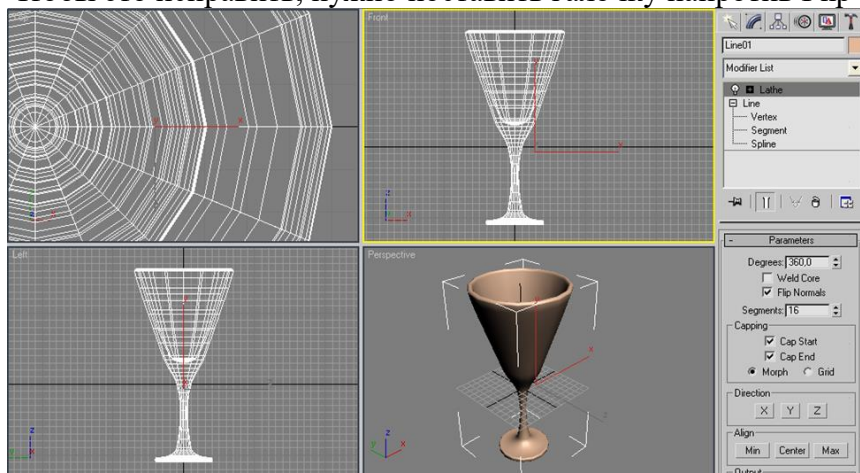 Front
Left
Perspective
x
y
z
Line01
Modifier List
Lathe
Line
Vertex
Segment
Spline
Parameters
Degrees: 360,0
Weld Core
Flip Normals
Segments: 16
Capping
Cap Start
Cap End
Morph Grid
Direction
X Y Z
Align
Min Center Max